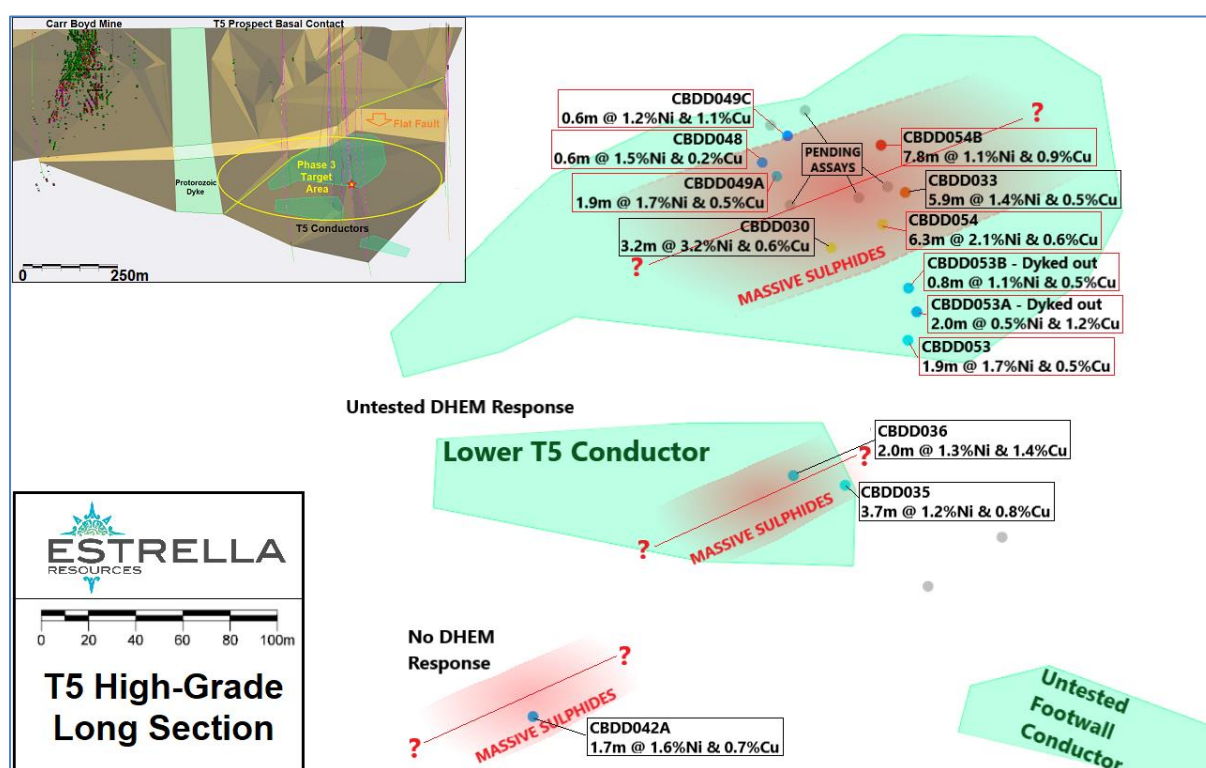 Carr Boyd Mine
T5 Prospect Basal Contact
Flat Fault
Phase 3
Target
Area
Protorozoic
Dyke
T5 Conductors
0 250m
CBDD049C
0.6m @ 1.2%Ni & 1.1%Cu
CBDD048
0.6m @ 1.5%Ni & 0.2%Cu
CBDD049A
1.9m @ 1.7%Ni & 0.5%Cu
CBDD030
3.2m @ 3.2%Ni & 0.6%Cu
PENDING
ASSAYS
?
CBDD054B
7.8m @ 1.1%Ni & 0.9%Cu
CBDD033
5.9m @ 1.4%Ni & 0.5%Cu
CBDD054
6.3m @ 2.1%Ni & 0.6%Cu
?
MASSIVE SULPHIDES
CBDD053B - Dyked out
0.8m @ 1.1%Ni & 0.5%Cu
CBDD053A - Dyked out
2.0m @ 0.5%Ni & 1.2%Cu
CBDD053
1.9m @ 1.7%Ni & 0.5%Cu
Untested DHEM Response
Lower T5 Conductor
CBDD036
2.0m @ 1.3%Ni & 1.4%Cu
?
CBDD035
3.7m @ 1.2%Ni & 0.8%Cu
MASSIVE SULPHIDES
?
ESTRELLA
RESOURCES
0 20 40 60 80 100m
T5 High-Grade
Long Section
No DHEM
Response
?
MASSIVE SULPHIDES
?
CBDD042A
1.7m @ 1.6%Ni & 0.7%Cu
Untested
Footwall
Conductor